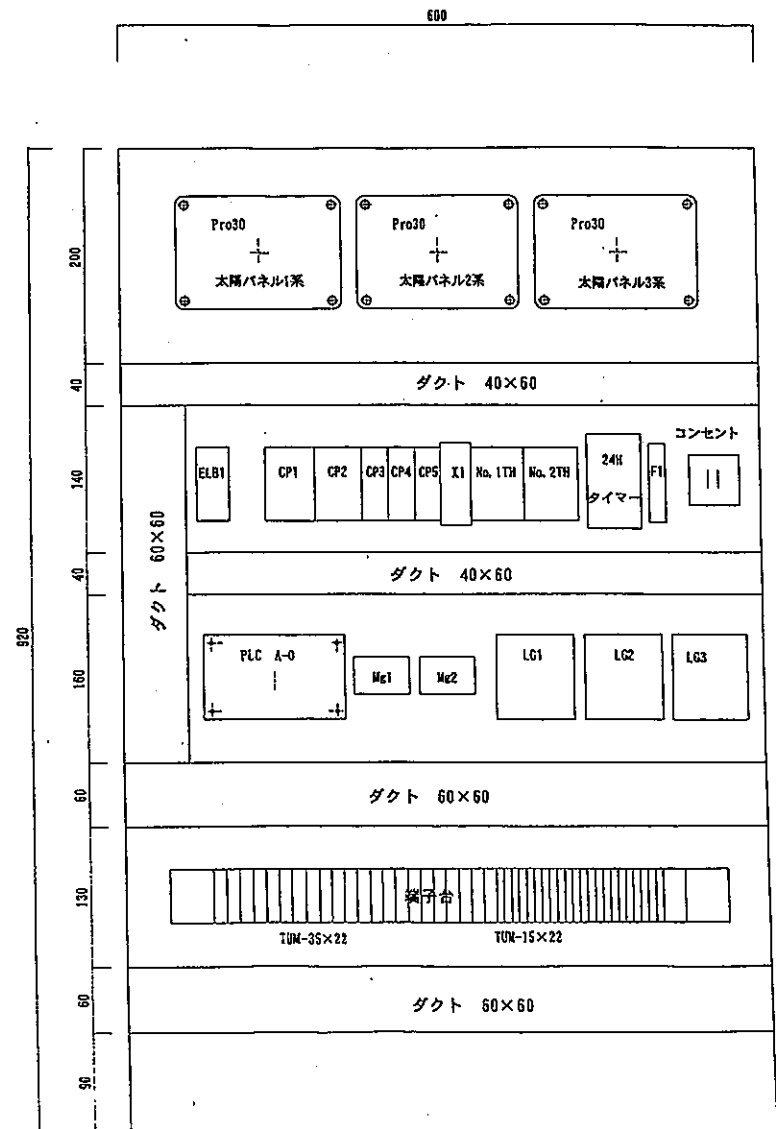 600
920
200
40
140
40
160
60
130
60
90
Pro30
太陽パネル1系
Pro30
太陽パネル2系
Pro30
太陽パネル3系
ダクト 40×60
ダクト 60×60
ELB1
CP1
CP2
CP3
CP4
CP5
X1
No.1TH
No.2TH
24H
タイマー
F1
コンセント
ダクト 40×60
PLC A-0
Mg1
Mg2
LG1
LG2
LG3
ダクト 60×60
端子台
TUM-3S×22
TUM-1S×22
ダクト 60×60